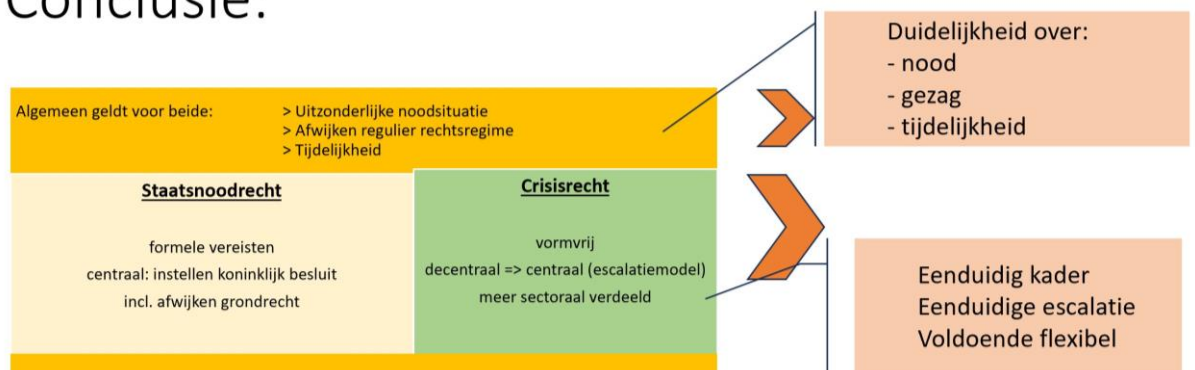 Conclusie:
Algemeen geldt voor beide: > Uitzonderlijke noodsituatie
> Afwijken regulier rechtsregime
> Tijdelijkheid
Staatsnoodrecht
formele vereisten
centraal: instellen koninklijk besluit
incl. afwijken grondrecht
Crisisrecht
vormvrij
decentraal => centraal (escalatiemodel)
meer sectoraal verdeeld
Duidelijkheid over:
- nood
- gezag
- tijdelijkheid
Eenduidig kader
Eenduidige escalatie
Voldoende flexibel